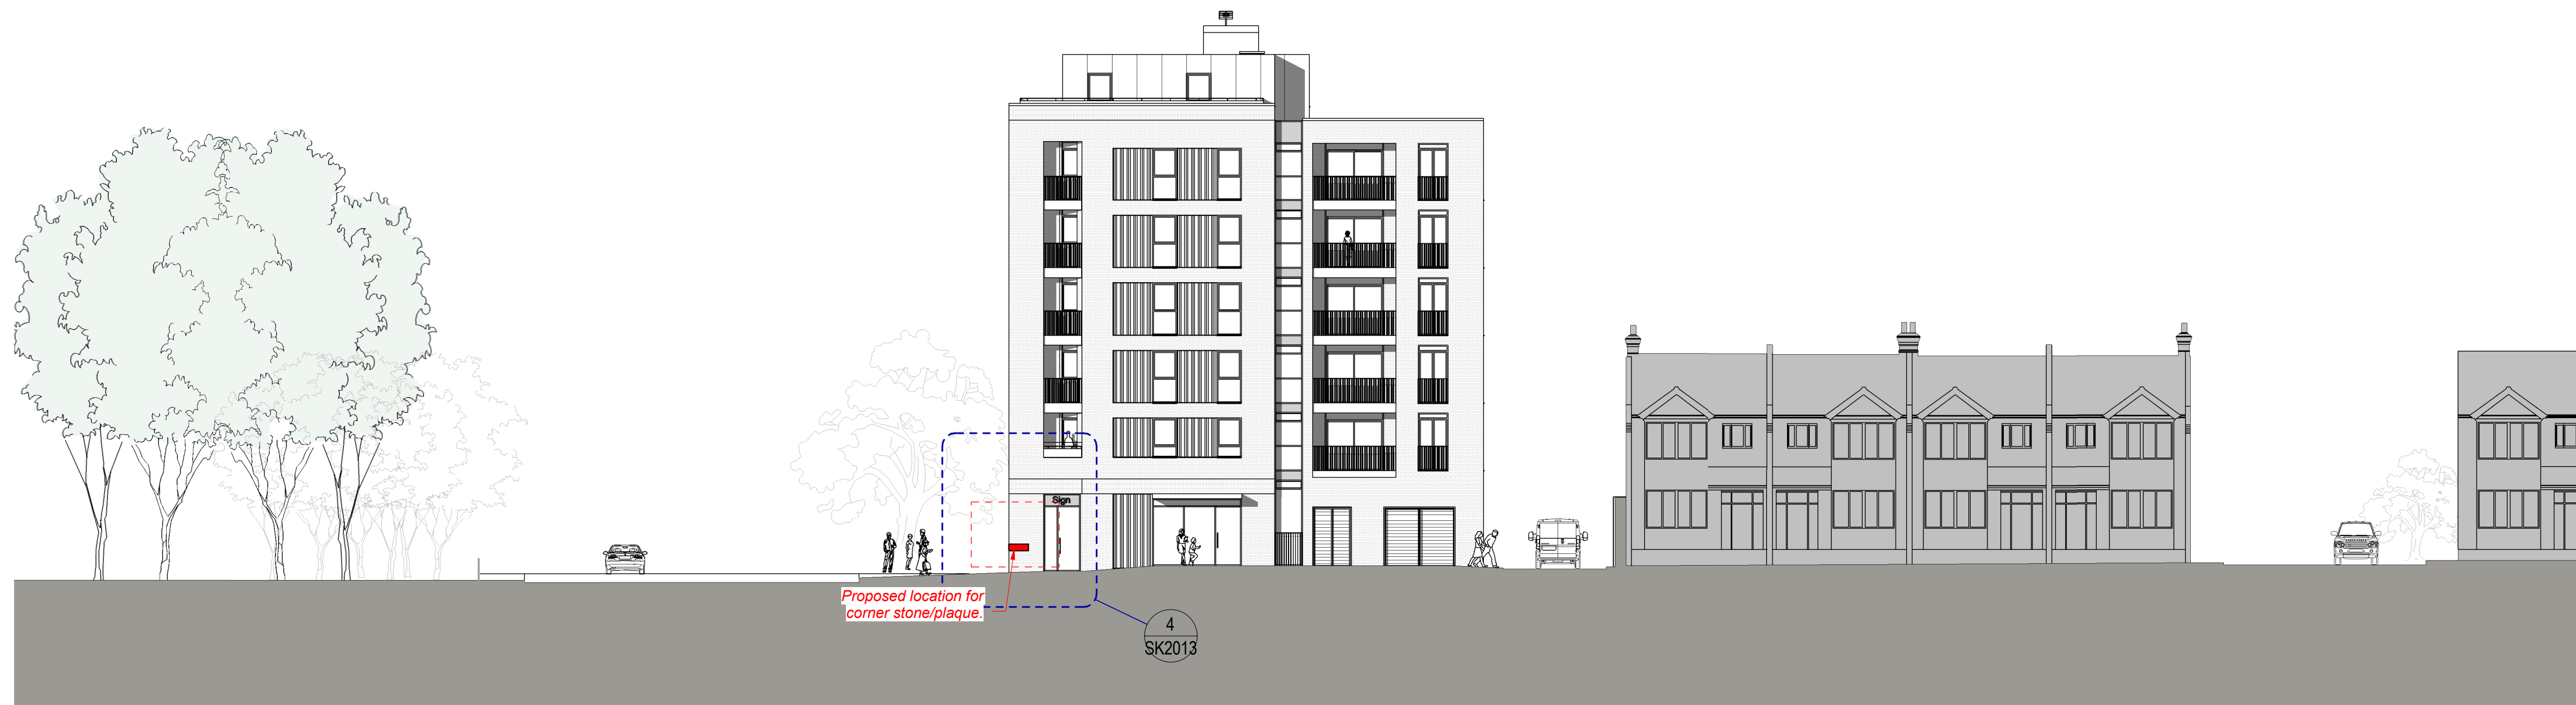 Sign
Proposed location for
corner stone/plaque.
4
SK2013